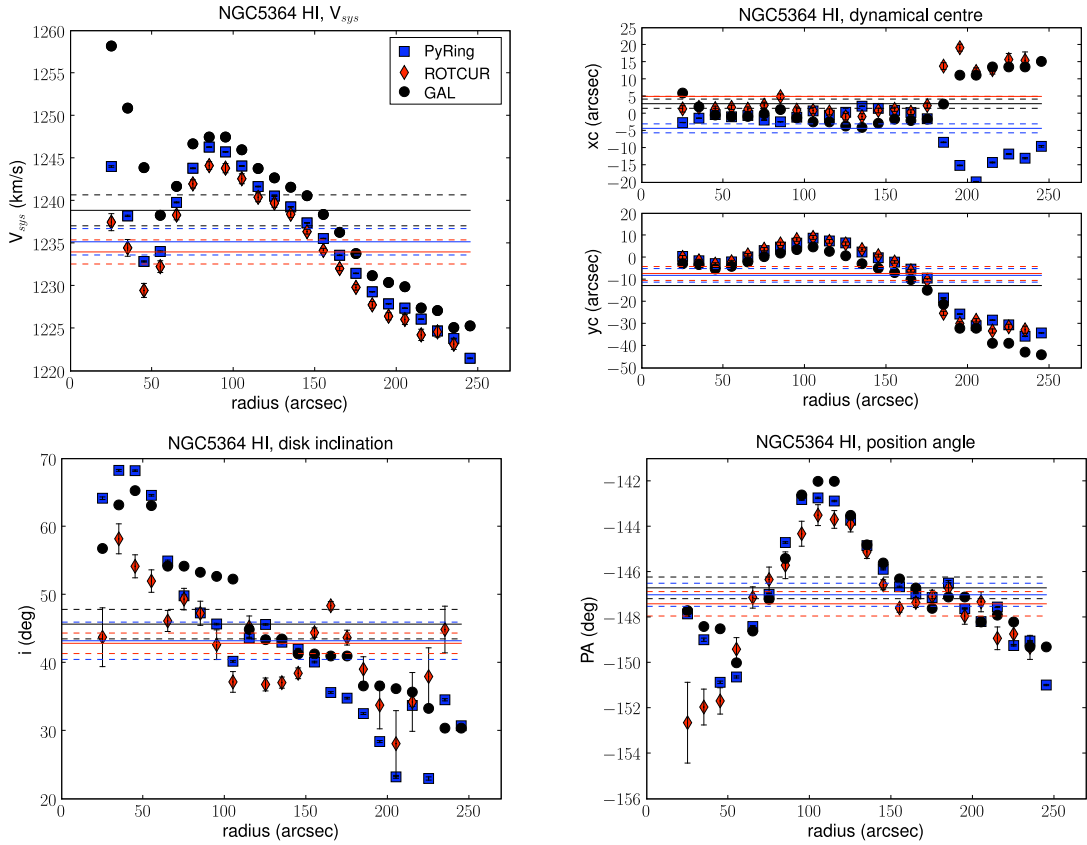 NGC5364 HI, V_sys
1260
1255
1250
1245
1240
1235
1230
1225
1220
V_sys (km/s)
PyRing
ROTCUR
GAL
0 50 100 150 200 250
radius (arcsec)
NGC5364 HI, dynamical centre
25
20
15
10
5
0
−5
−10
−15
−20
xc (arcsec)
0 50 100 150 200 250
20
10
0
−10
−20
−30
−40
−50
yc (arcsec)
0 50 100 150 200 250
radius (arcsec)
NGC5364 HI, disk inclination
70
60
50
40
30
20
i (deg)
0 50 100 150 200 250
radius (arcsec)
NGC5364 HI, position angle
−142
−144
−146
−148
−150
−152
−154
−156
PA (deg)
0 50 100 150 200 250
radius (arcsec)